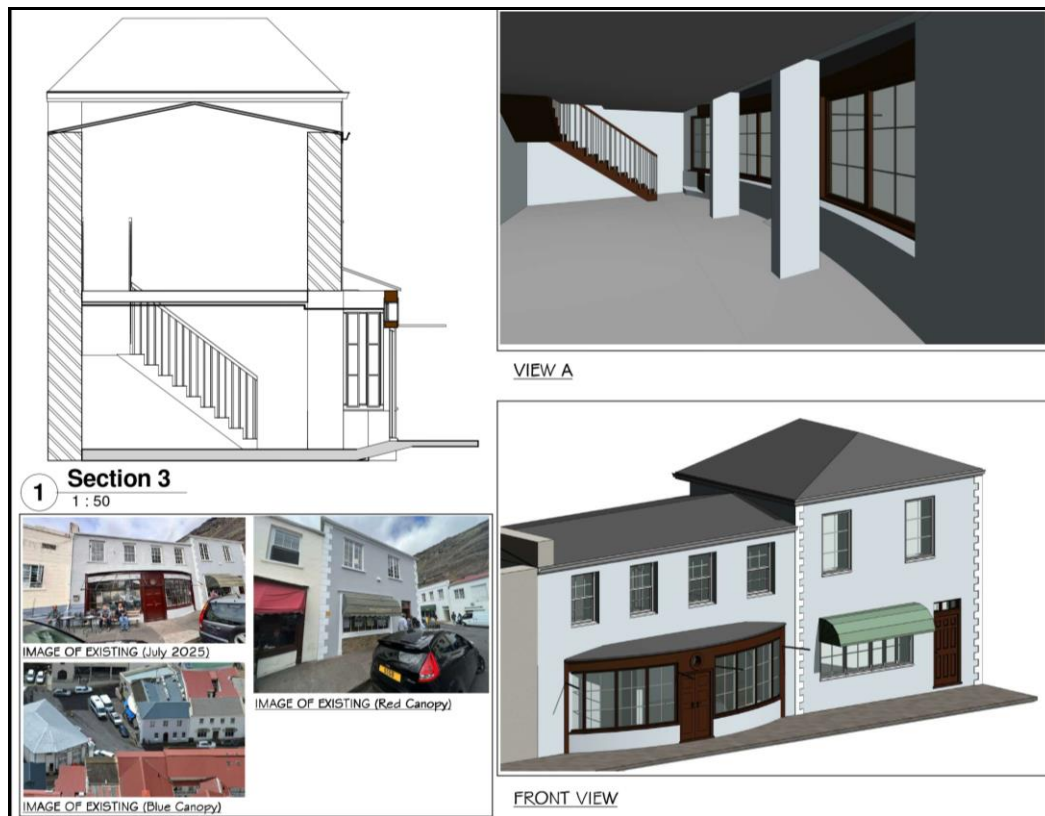 VIEW A
1
Section 3
1 : 50
IMAGE OF EXISTING (July 2025)
IMAGE OF EXISTING (Red Canopy)
IMAGE OF EXISTING (Blue Canopy)
FRONT VIEW